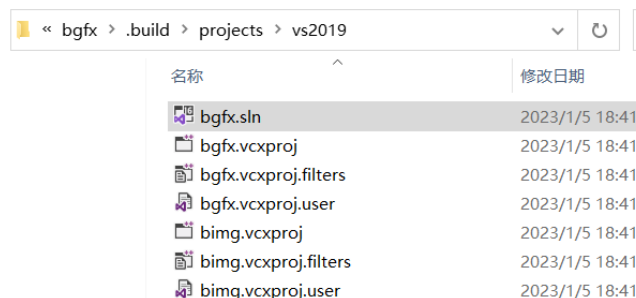 « bgfx > .build > projects > vs2019
名称 修改日期
bgfx.sln 2023/1/5 18:41
bgfx.vcxproj 2023/1/5 18:41
bgfx.vcxproj.filters 2023/1/5 18:41
bgfx.vcxproj.user 2023/1/5 18:41
bimg.vcxproj 2023/1/5 18:41
bimg.vcxproj.filters 2023/1/5 18:41
bimg.vcxproj.user 2023/1/5 18:41